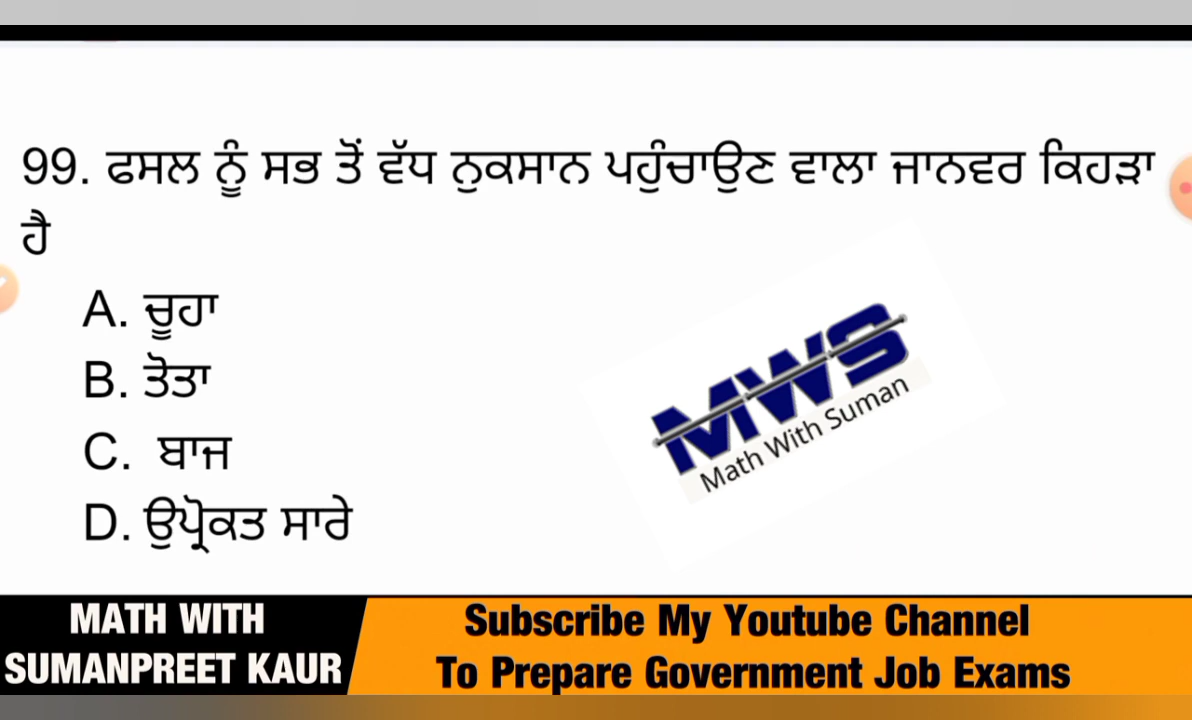 99. ਫਸਲ ਨੂੰ ਸਭ ਤੋਂ ਵੱਧ ਨੁਕਸਾਨ ਪਹੁੰਚਾਉਣ ਵਾਲਾ ਜਾਨਵਰ ਕਿਹੜਾ
ਹੈ
A. ਚੂਹਾ
B. ਤੋਤਾ
C. ਬਾਜ
D. ਉਪ੍ਰੋਕਤ ਸਾਰੇ
MWS
Math With Suman
MATH WITH
SUMANPREET KAUR
Subscribe My Youtube Channel
To Prepare Government Job Exams